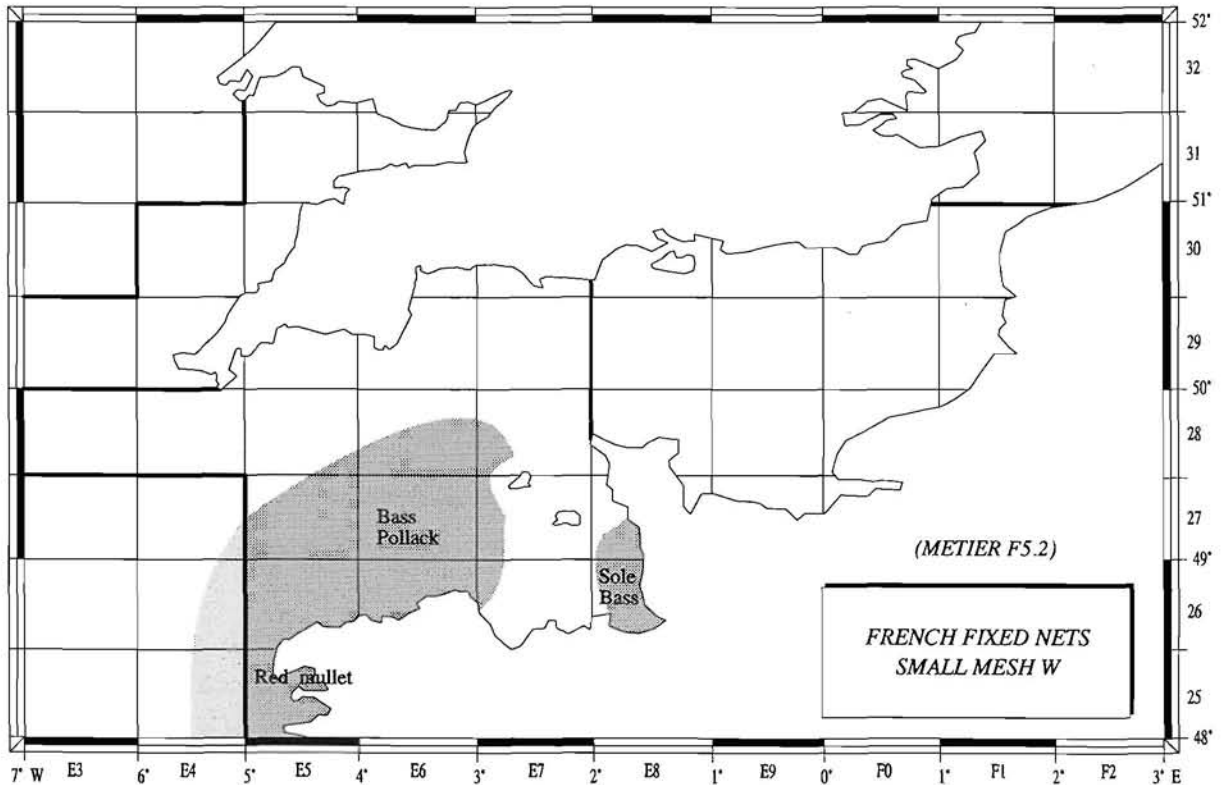 52°
32
31
51°
30
29
50°
28
Bass
Pollack
27
(METIER F5.2)
49°
Sole
Bass
26
FRENCH FIXED NETS
SMALL MESH W
Red mullet
25
48°
7° W E3 6° E4 5° E5 4° E6 3° E7 2° E8 1° E9 0° F0 1° F1 2° F2 3° E